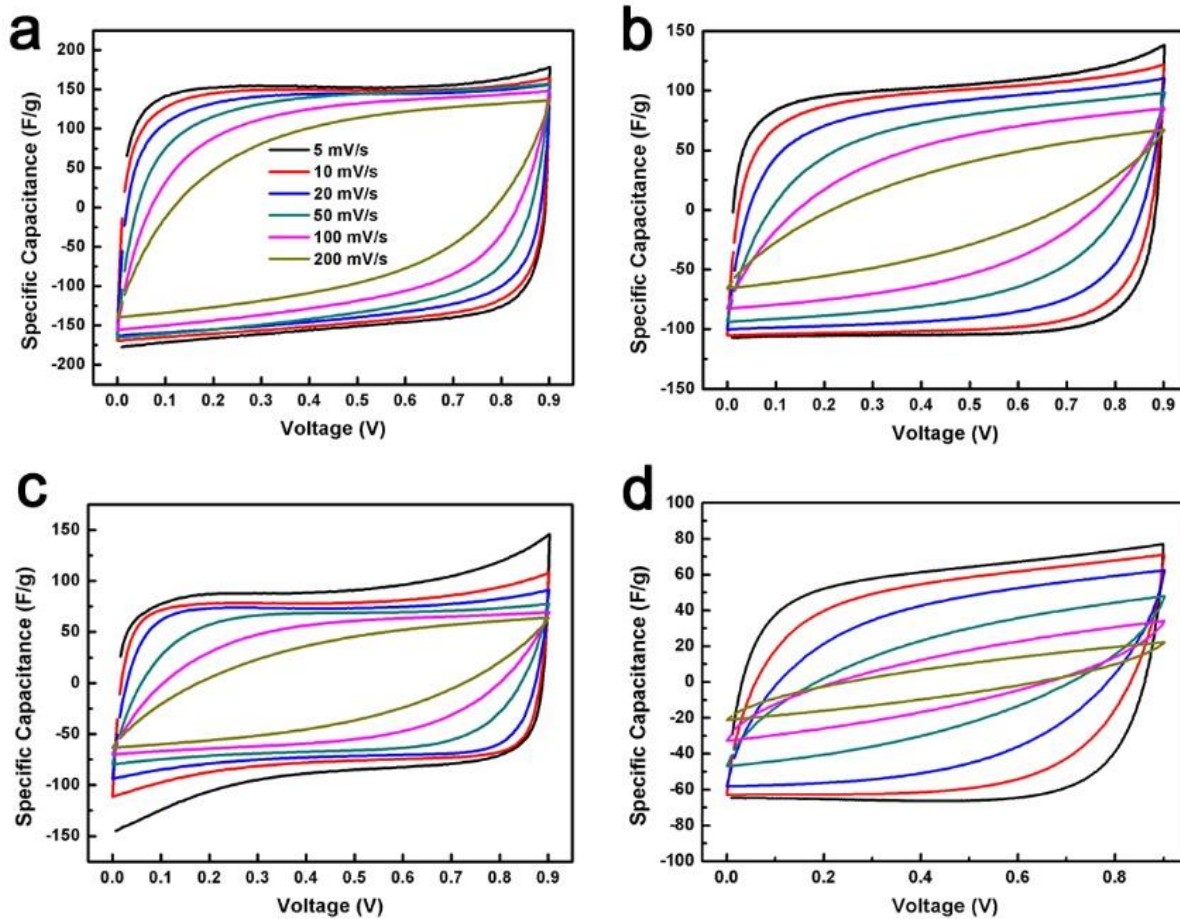 a
Specific Capacitance (F/g)
200
150
100
50
0
-50
-100
-150
-200
5 mV/s
10 mV/s
20 mV/s
50 mV/s
100 mV/s
200 mV/s
0.0 0.1 0.2 0.3 0.4 0.5 0.6 0.7 0.8 0.9
Voltage (V)
b
Specific Capacitance (F/g)
150
100
50
0
-50
-100
-150
0.0 0.1 0.2 0.3 0.4 0.5 0.6 0.7 0.8 0.9
Voltage (V)
c
Specific Capacitance (F/g)
150
100
50
0
-50
-100
-150
0.0 0.1 0.2 0.3 0.4 0.5 0.6 0.7 0.8 0.9
Voltage (V)
d
Specific Capacitance (F/g)
100
80
60
40
20
0
-20
-40
-60
-80
-100
0.0 0.2 0.4 0.6 0.8
Voltage (V)